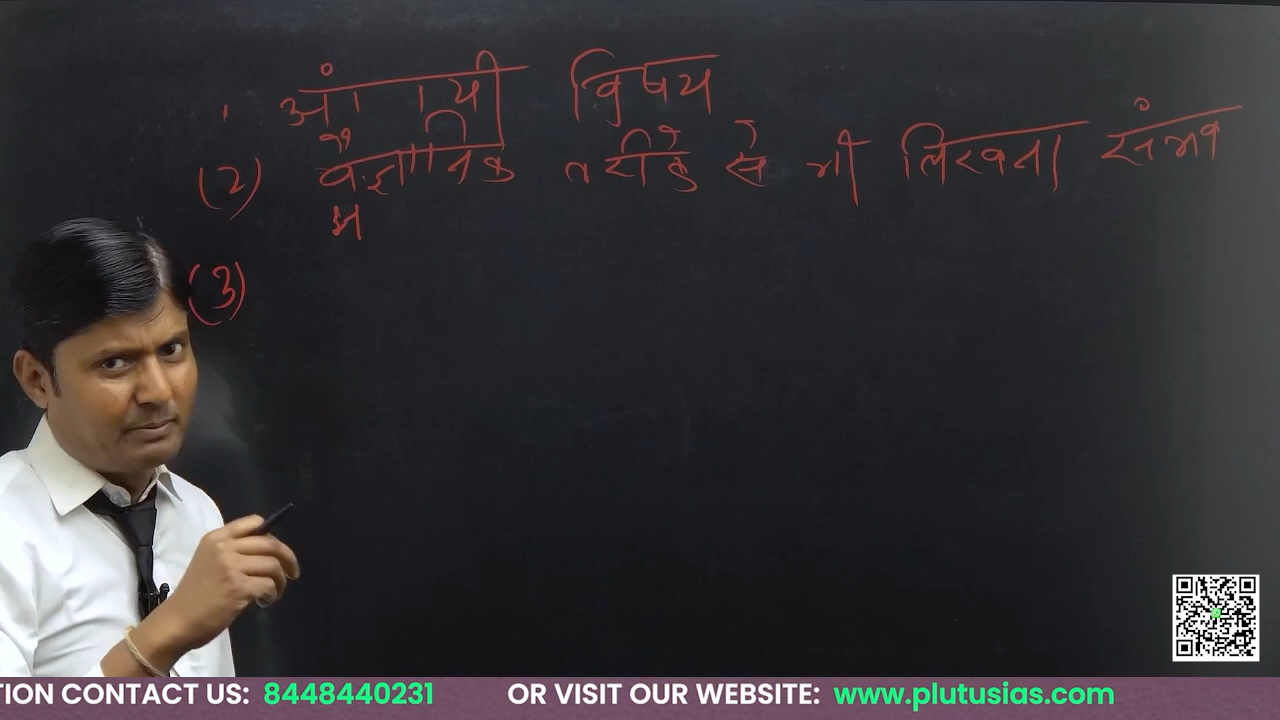 विषय
(2) वैज्ञानिक तरीके से भी लिखना संभव
(3)
TION CONTACT US: 8448440231 OR VISIT OUR WEBSITE: www.plutusias.com